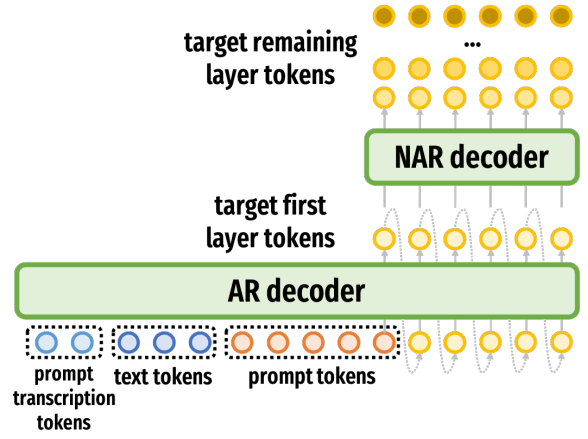 target remaining
layer tokens
...
NAR decoder
target first
layer tokens
AR decoder
prompt
transcription
tokens
text tokens
prompt tokens